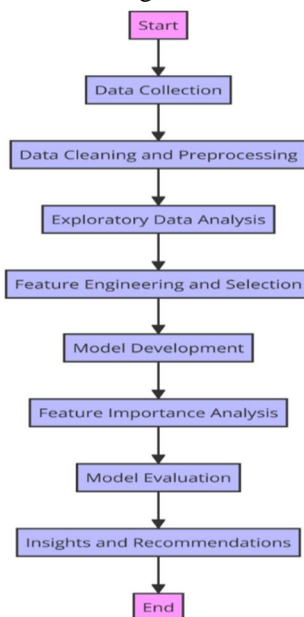 Start
Data Collection
Data Cleaning and Preprocessing
Exploratory Data Analysis
Feature Engineering and Selection
Model Development
Feature Importance Analysis
Model Evaluation
Insights and Recommendations
End